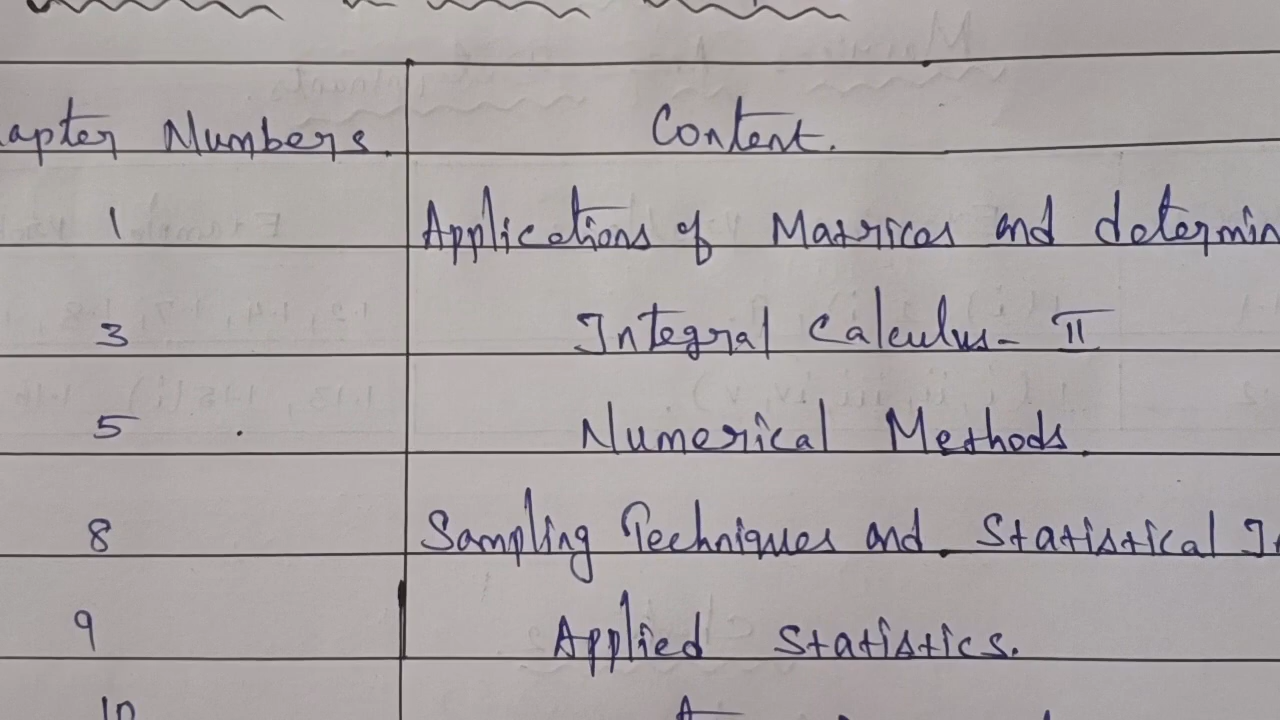 apter Numbers. Content.
1 Applications of Matrices and determin
3 Integral Calculus- II
5 Numerical Methods.
8 Sampling Techniques and Statistical I
9 Applied Statistics.
10